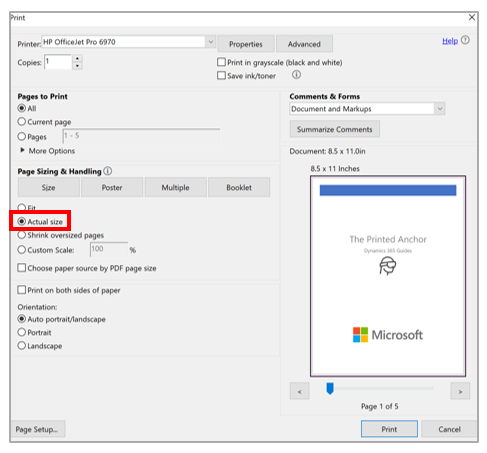 Print
Printer: HP OfficeJet Pro 6970 Properties Advanced Help
Copies: 1 Print in grayscale (black and white)
Save ink/toner
Pages to Print
All
Current page
Pages 1 - 5
More Options
Page Sizing & Handling
Size Poster Multiple Booklet
Fit
Actual size
Shrink oversized pages
Custom Scale: 100 %
Choose paper source by PDF page size
Print on both sides of paper
Orientation:
Auto portrait/landscape
Portrait
Landscape
Comments & Forms
Document and Markups
Summarize Comments
Document: 8.5 x 11.0in
8.5 x 11 Inches
The Printed Anchor
Dynamics 365 Guides
Microsoft
< >
Page 1 of 5
Page Setup... Print Cancel